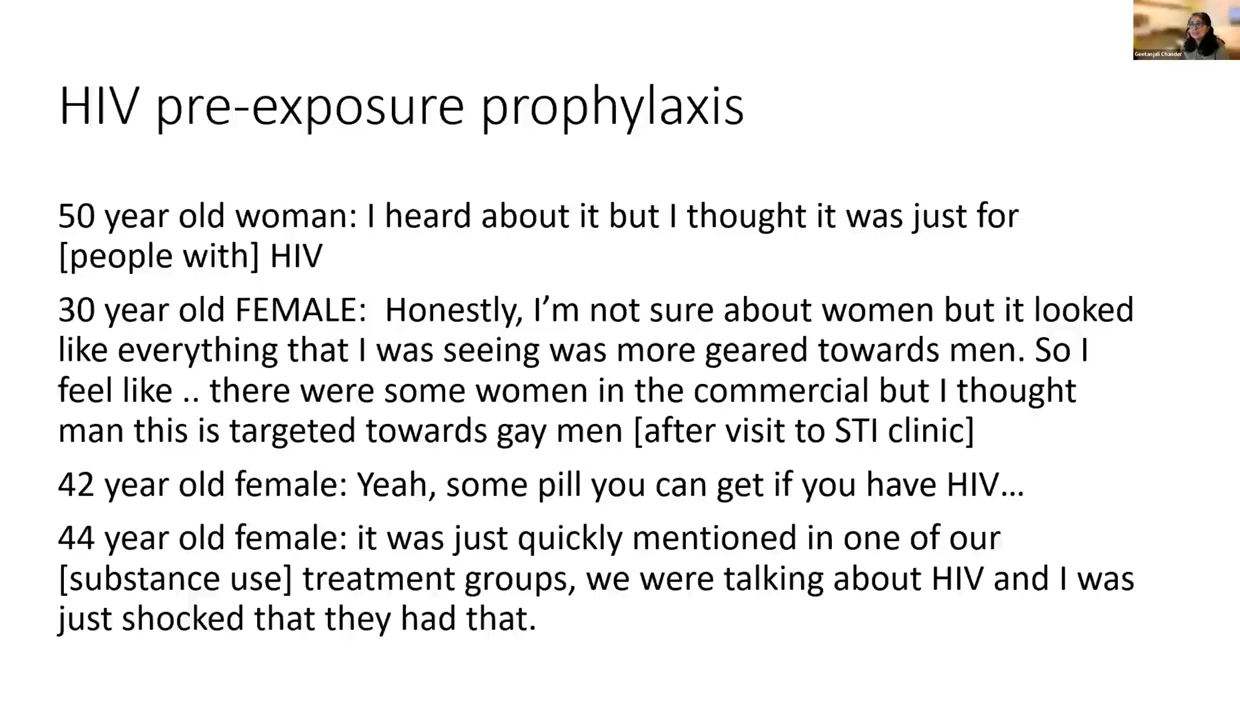 Geetanjali Chander
HIV pre-exposure prophylaxis
50 year old woman: I heard about it but I thought it was just for
[people with] HIV
30 year old FEMALE:  Honestly, I’m not sure about women but it looked
like everything that I was seeing was more geared towards men. So I
feel like .. there were some women in the commercial but I thought
man this is targeted towards gay men [after visit to STI clinic]
42 year old female: Yeah, some pill you can get if you have HIV…
44 year old female: it was just quickly mentioned in one of our
[substance use] treatment groups, we were talking about HIV and I was
just shocked that they had that.